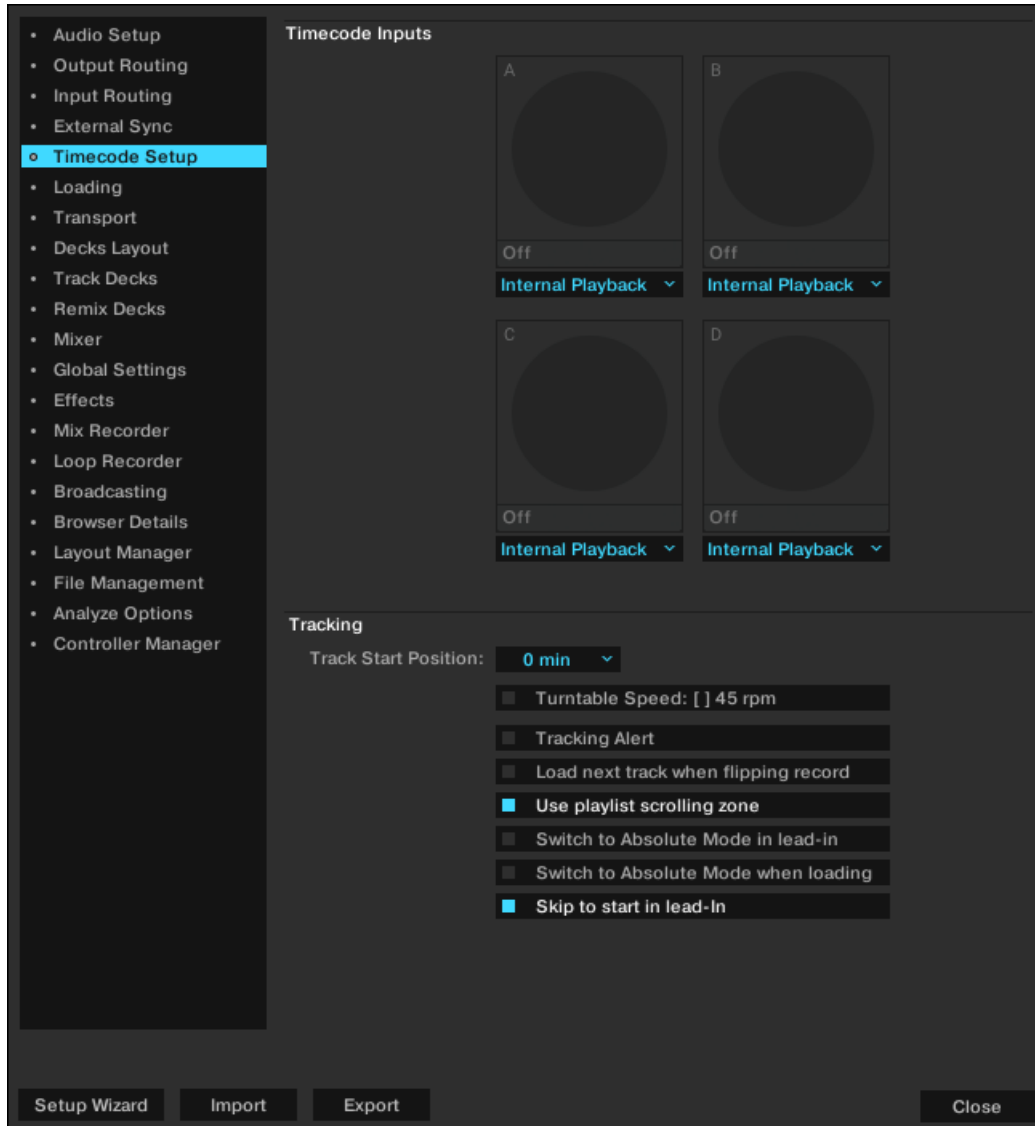 Audio Setup
Output Routing
Input Routing
External Sync
Timecode Setup
Loading
Transport
Decks Layout
Track Decks
Remix Decks
Mixer
Global Settings
Effects
Mix Recorder
Loop Recorder
Broadcasting
Browser Details
Layout Manager
File Management
Analyze Options
Controller Manager
Timecode Inputs
A B
Off Off
Internal Playback Internal Playback
C D
Off Off
Internal Playback Internal Playback
Tracking
Track Start Position: 0 min
Turntable Speed: [ ] 45 rpm
Tracking Alert
Load next track when flipping record
Use playlist scrolling zone
Switch to Absolute Mode in lead-in
Switch to Absolute Mode when loading
Skip to start in lead-In
Setup Wizard Import Export Close